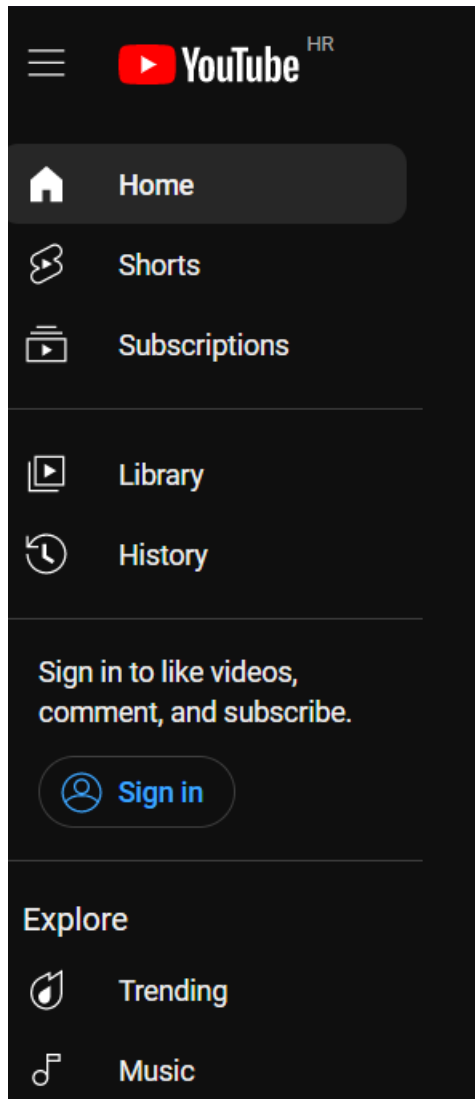 YouTube HR
Home
Shorts
Subscriptions
Library
History
Sign in to like videos,
comment, and subscribe.
Sign in
Explore
Trending
Music